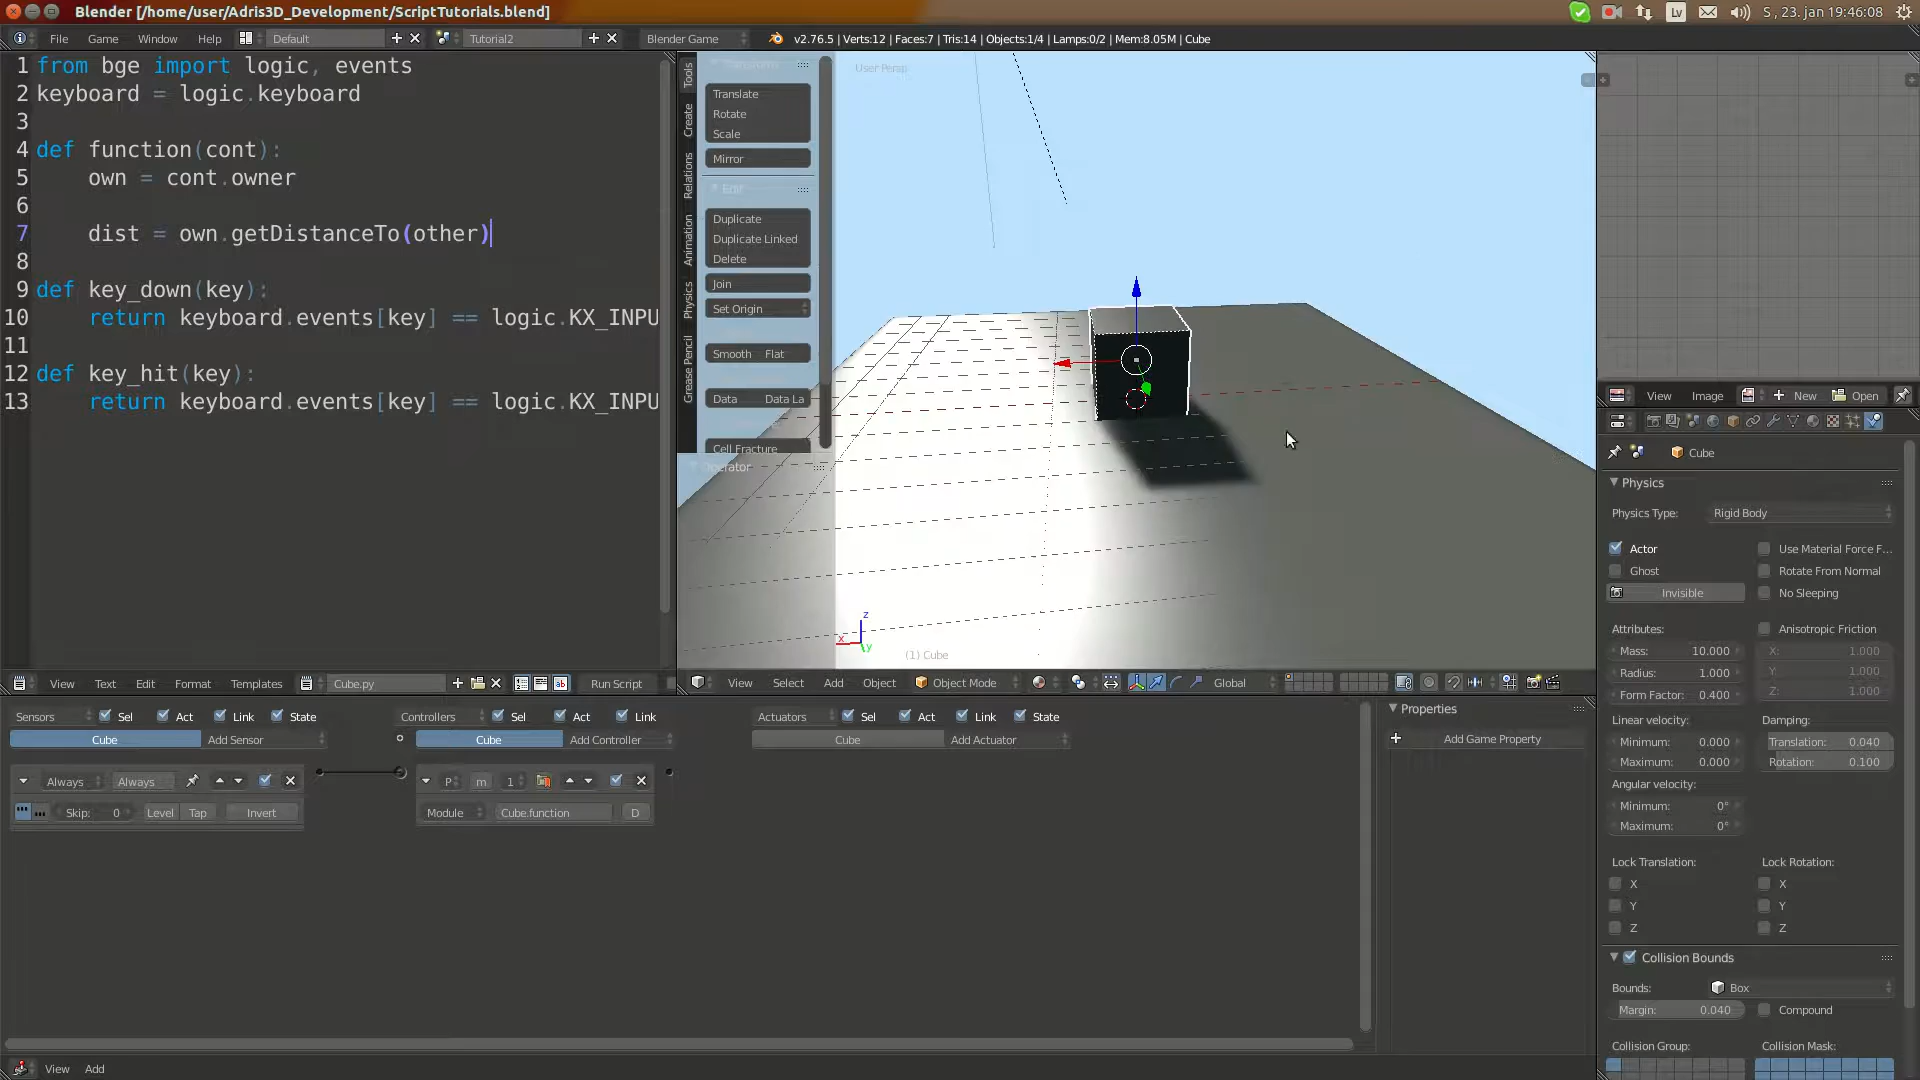 Blender [/home/user/Adris3D_Development/ScriptTutorials.blend]
Lv
S , 23. jan 19:46:08
File Game Window Help
Default
Tutorial2
Blender Game
v2.76.5 | Verts:12 | Faces:7 | Tris:14 | Objects:1/4 | Lamps:0/2 | Mem:8.05M | Cube
1 from bge import logic, events
2 keyboard = logic.keyboard
3
4 def function(cont):
5 own = cont.owner
6
7 dist = own.getDistanceTo(other)
8
9 def key_down(key):
10 return keyboard.events[key] == logic.KX_INPU
11
12 def key_hit(key):
13 return keyboard.events[key] == logic.KX_INPU
Tools
Create
Relations
Animation
Physics
Grease Pencil
Transform
Translate
Rotate
Scale
Mirror
Edit
Duplicate
Duplicate Linked
Delete
Join
Set Origin
Smooth Flat
Data Data La
Cell Fracture
Operator
User Persp
z
x
y
(1) Cube
View Image
New
Open
Cube
Physics
Physics Type: Rigid Body
Actor
Use Material Force F...
Ghost
Rotate From Normal
Invisible
No Sleeping
Attributes:
Anisotropic Friction
Mass: 10.000
X: 1.000
Radius: 1.000
Y: 1.000
Form Factor: 0.400
Z: 1.000
Linear velocity:
Damping:
Minimum: 0.000
Translation: 0.040
Maximum: 0.000
Rotation: 0.100
Angular velocity:
Minimum: 0°
Maximum: 0°
Lock Translation:
Lock Rotation:
X X
Y Y
Z Z
Collision Bounds
Bounds: Box
Margin: 0.040
Compound
Collision Group:
Collision Mask:
View Text Edit Format Templates
Cube.py
Run Script
View Select Add Object
Object Mode
Global
Sensors Sel Act Link State
Controllers Sel Act Link
Actuators Sel Act Link State
Properties
Cube Add Sensor
Cube Add Controller
Cube Add Actuator
Add Game Property
Always Always
P m 1
Skip: 0 Level Tap Invert
Module Cube.function D
View Add